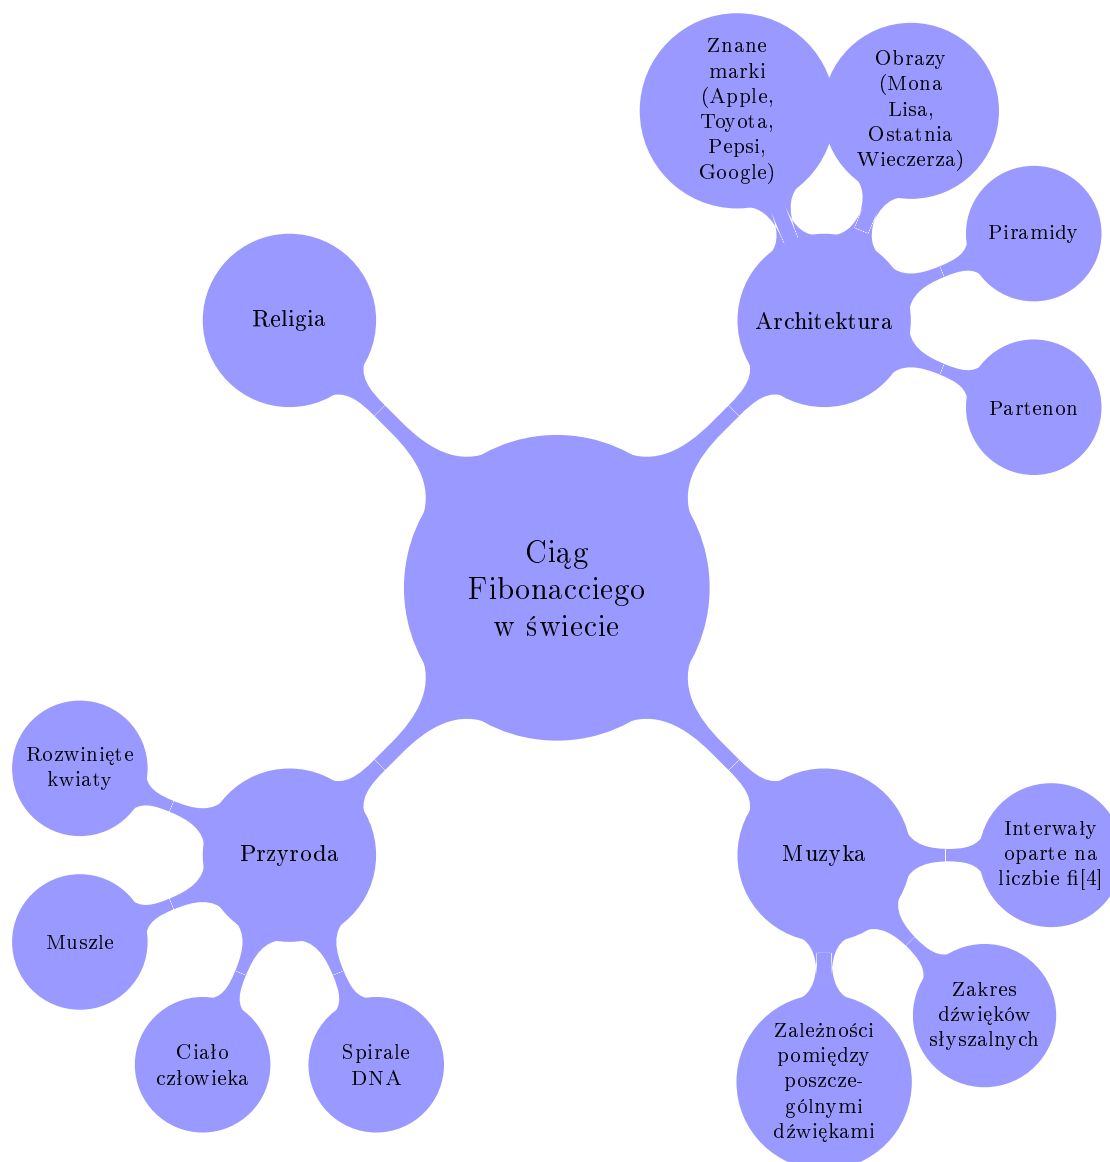 Znane
marki
(Apple,
Toyota,
Pepsi,
Google)
Obrazy
(Mona
Lisa,
Ostatnia
Wieczerza)
Piramidy
Religia
Architektura
Partenon
Ciąg
Fibonacciego
w świecie
Rozwinięte
kwiaty
Przyroda
Muszle
Ciało
człowieka
Spirale
DNA
Muzyka
Interwały
oparte na
liczbie fi[4]
Zakres
dźwięków
słyszalnych
Zależności
pomiędzy
poszcze-
gólnymi
dźwiękami